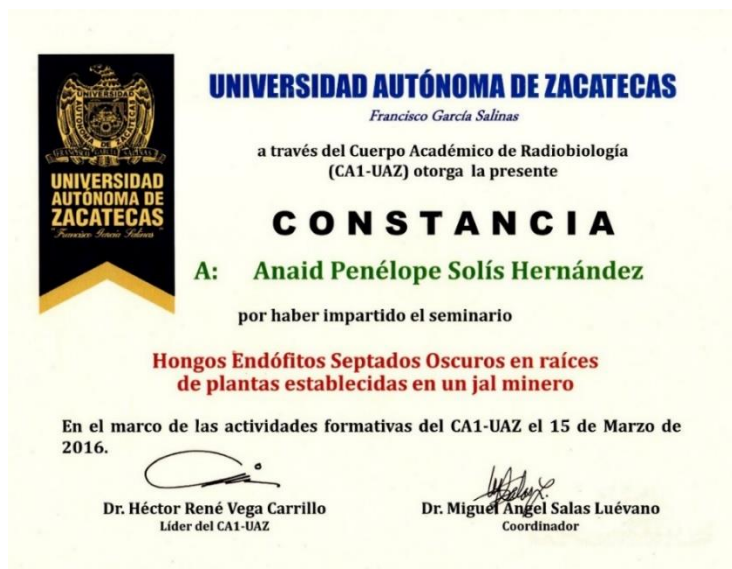 UNIVERSIDAD AUTÓNOMA DE ZACATECAS
Francisco García Salinas
a través del Cuerpo Académico de Radiobiología
(CA1-UAZ) otorga la presente
CONSTANCIA
A: Anaid Penélope Solís Hernández
por haber impartido el seminario
Hongos Endófitos Septados Oscuros en raíces
de plantas establecidas en un jal minero
En el marco de las actividades formativas del CA1-UAZ el 15 de Marzo de
2016.
Dr. Héctor René Vega Carrillo
Líder del CA1-UAZ
Dr. Miguel Angel Salas Luévano
Coordinador
UNIVERSIDAD
AUTÓNOMA DE
ZACATECAS
"Francisco García Salinas"